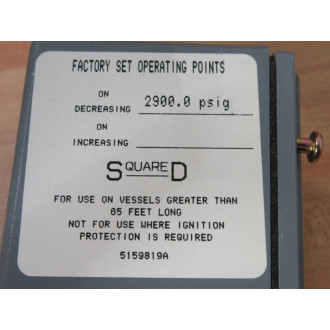 FACTORY SET OPERATING POINTS
ON
DECREASING 2900.0 psig
ON
INCREASING
SQUARE D
FOR USE ON VESSELS GREATER THAN
65 FEET LONG
NOT FOR USE WHERE IGNITION
PROTECTION IS REQUIRED
5159819A